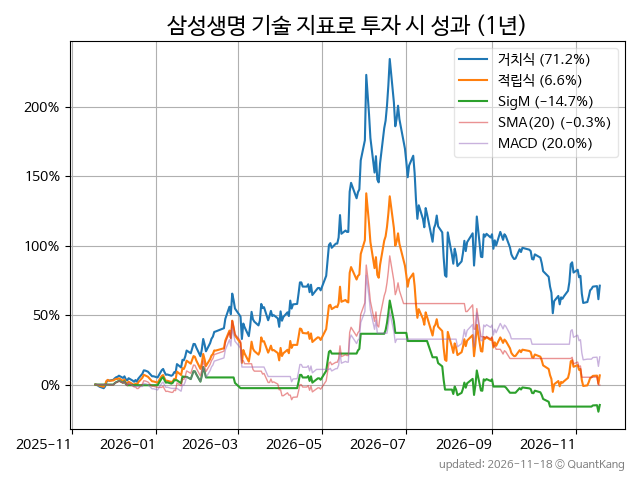 삼성생명 기술 지표로 투자 시 성과 (1년)
거치식 (71.2%)
적립식 (6.6%)
SigM (−14.7%)
SMA(20) (−0.3%)
MACD (20.0%)
200%
150%
100%
50%
0%
2025-11 2026-01 2026-03 2026-05 2026-07 2026-09 2026-11
updated: 2026-11-18 © QuantKang